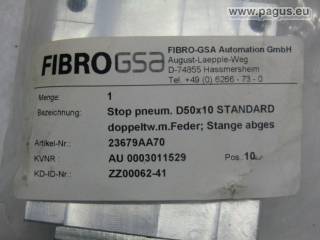 www.pagus.eu
FIBROGSA
FIBRO-GSA Automation GmbH
August-Laepple-Weg
D-74855 Hassmersheim
Tel. +49 (0) 6266 - 73 - 0
Menge: 1
Bezeichnung: Stop pneum. D50x10 STANDARD
doppeltw.m.Feder; Stange abges
Artikel-Nr.: 23679AA70
KVNR : AU 0003011529 Pos.:10
KD-ID-Nr.: ZZ00062-41